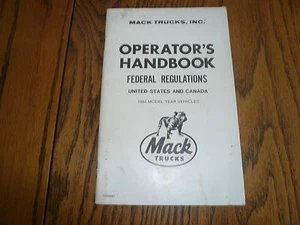 MACK TRUCKS, INC.
OPERATOR'S
HANDBOOK
FEDERAL REGULATIONS
UNITED STATES AND CANADA
1984 MODEL YEAR VEHICLES
Mack
TRUCKS